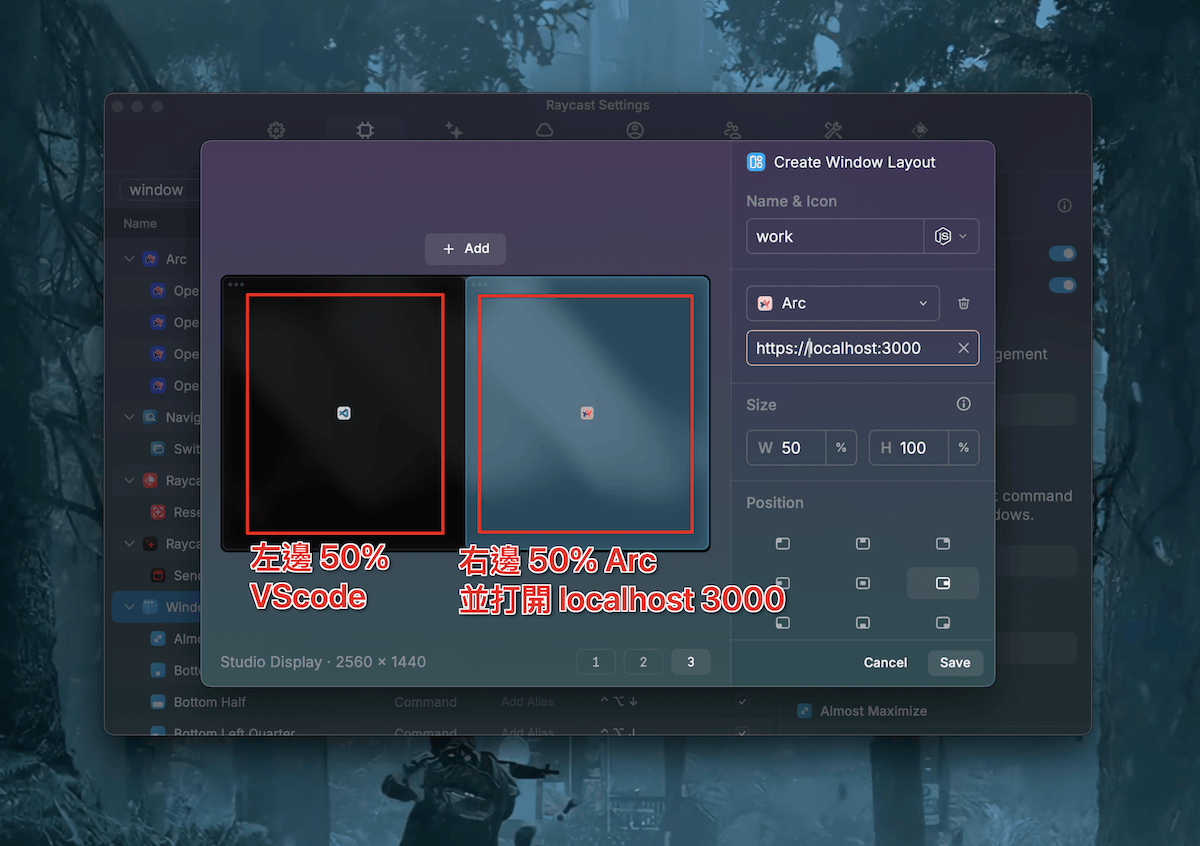 Raycast Settings
window
Name
Arc
Ope
Ope
Ope
Ope
Navig
Swit
Rayca
Rese
Rayca
Send
Windo
Almo
Bott
Bottom Half Command Add Alias ^⌥↓
Bottom Left Quarter Command Add Alias
+ Add
左邊 50%
VScode
右邊 50% Arc
並打開 localhost 3000
Studio Display · 2560 × 1440
1 2 3
Create Window Layout
Name & Icon
work JS
Arc
https://localhost:3000
Size
W 50 % H 100 %
Position
Cancel Save
gement
command
dows.
Almost Maximize